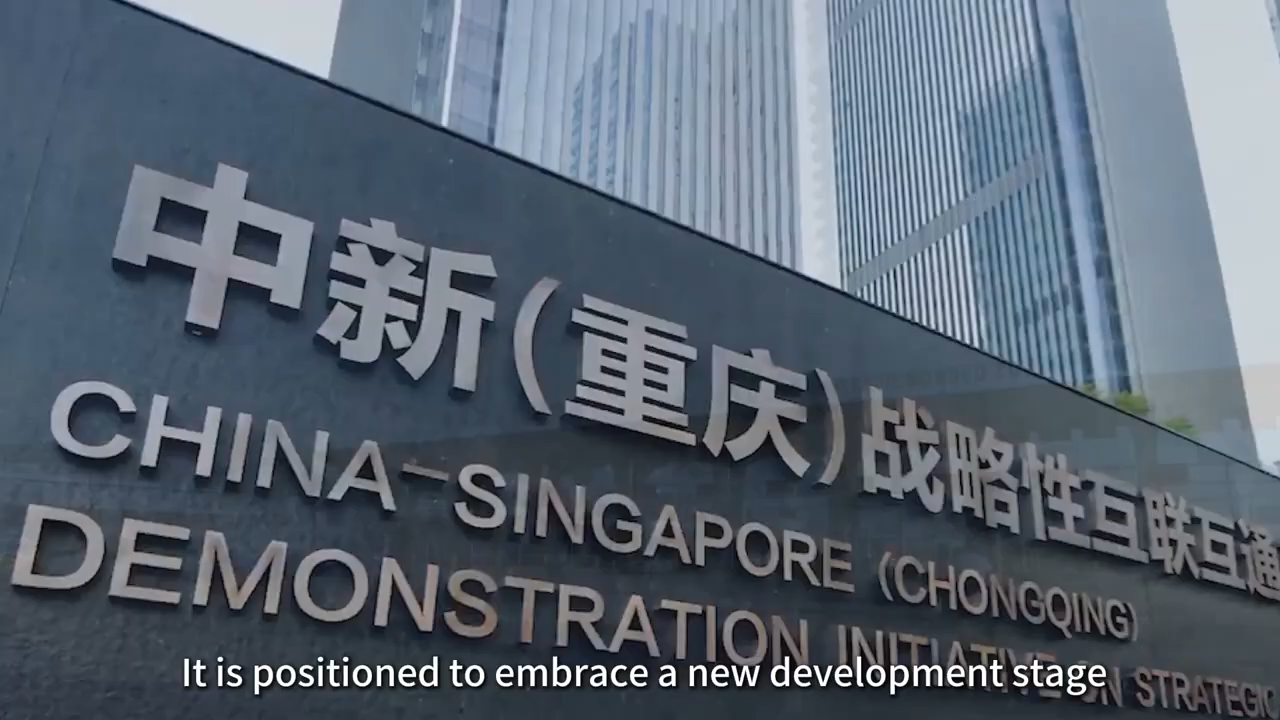 中新(重庆)战略性互联互通
CHINA-SINGAPORE (CHONGQING)
DEMONSTRATION INITIATIVE ON STRATEGIC
It is positioned to embrace a new development stage